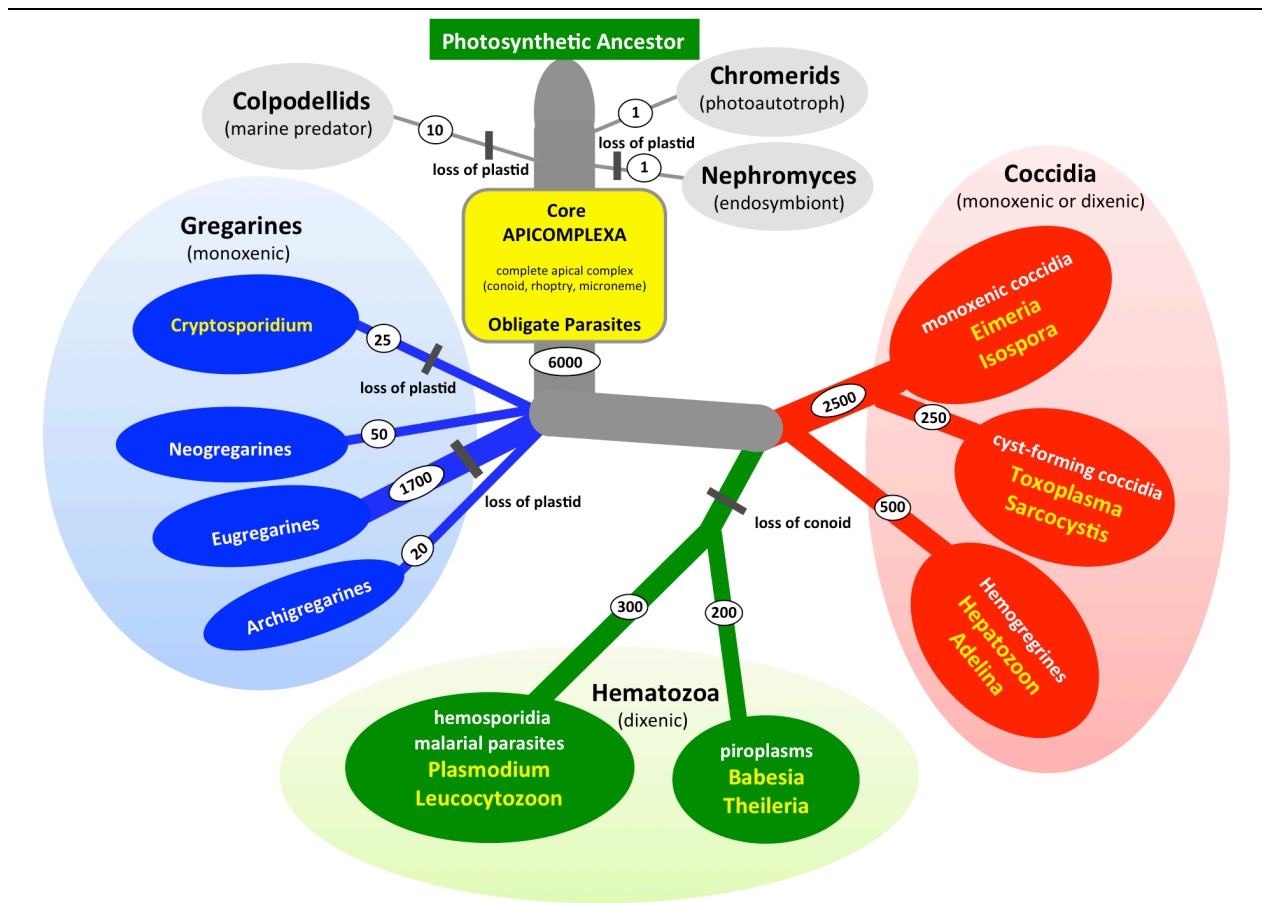 Photosynthetic Ancestor
Colpodellids
(marine predator)
10
loss of plastid
Chromerids
(photoautotroph)
1
loss of plastid
1
Nephromyces
(endosymbiont)
Core
APICOMPLEXA
complete apical complex
(conoid, rhoptry, microneme)
Obligate Parasites
6000
Gregarines
(monoxenic)
Cryptosporidium
25
loss of plastid
Neogregarines
50
Eugregarines
1700
loss of plastid
Archigregarines
20
Coccidia
(monoxenic or dixenic)
monoxenic coccidia
Eimeria
Isospora
2500
250
cyst-forming coccidia
Toxoplasma
Sarcocystis
500
Hemogregrines
Hepatozoon
Adelina
loss of conoid
300
200
Hematozoa
(dixenic)
hemosporidia
malarial parasites
Plasmodium
Leucocytozoon
piroplasms
Babesia
Theileria